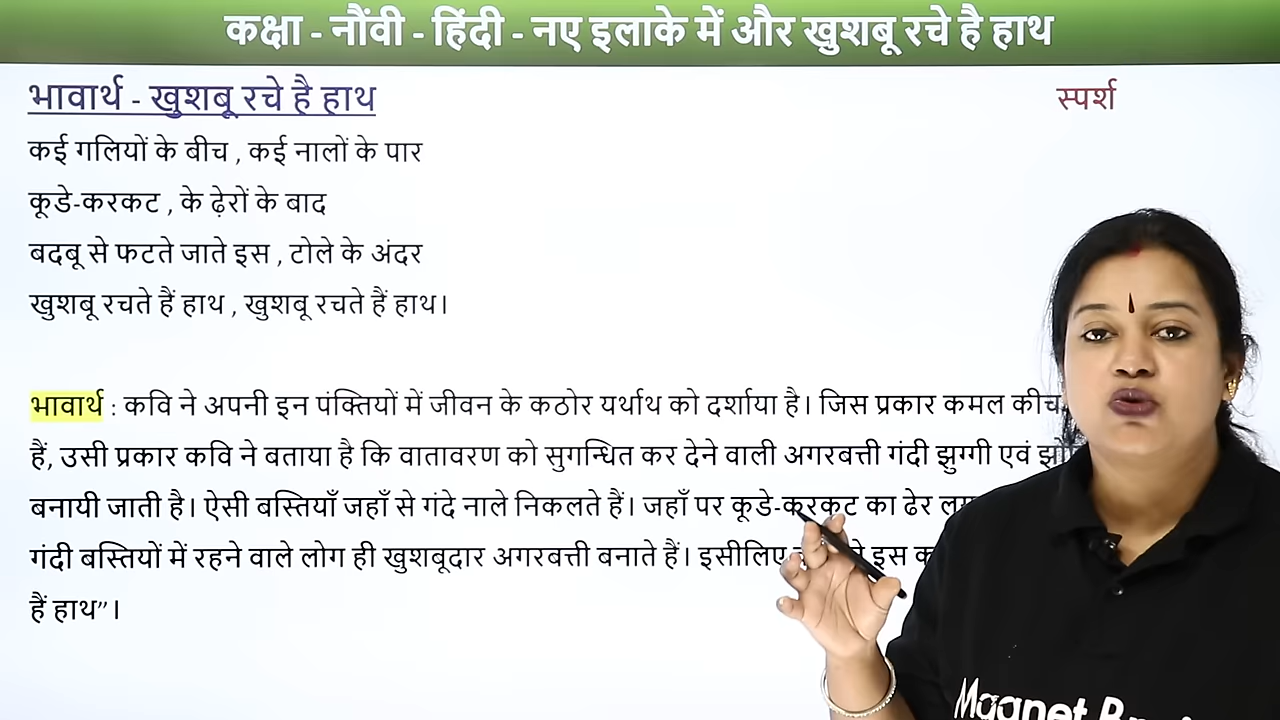 कक्षा - नौंवी - हिंदी - नए इलाके में और खुशबू रचे है हाथ
भावार्थ - खुशबू रचे है हाथ
स्पर्श
कई गलियों के बीच , कई नालों के पार
कूडे-करकट , के ढ़ेरों के बाद
बदबू से फटते जाते इस , टोले के अंदर
खुशबू रचते हैं हाथ , खुशबू रचते हैं हाथ।
भावार्थ : कवि ने अपनी इन पंक्तियों में जीवन के कठोर यर्थाथ को दर्शाया है। जिस प्रकार कमल
हैं, उसी प्रकार कवि ने बताया है कि वातावरण को सुगन्धित कर देने वाली अगरबत्ती गंदी झुग्गी एवं
बनायी जाती है। ऐसी बस्तियाँ जहाँ से गंदे नाले निकलते हैं। जहाँ पर कूडे-करकट का ढेर
गंदी बस्तियों में रहने वाले लोग ही खुशबूदार अगरबत्ती बनाते हैं। इसीलिए इस
हैं हाथ”।
Magnet